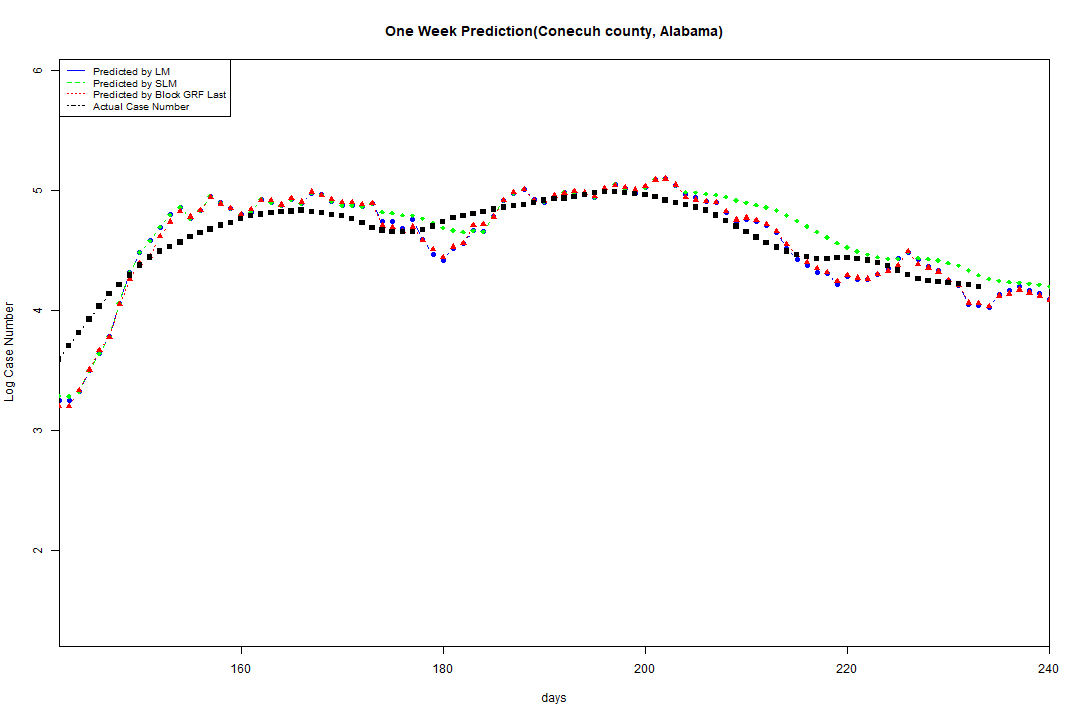 One Week Prediction(Conecuh county, Alabama)
Predicted by LM
Predicted by SLM
Predicted by Block GRF Last
Actual Case Number
6
5
4
3
2
Log Case Number
160 180 200 220 240
days